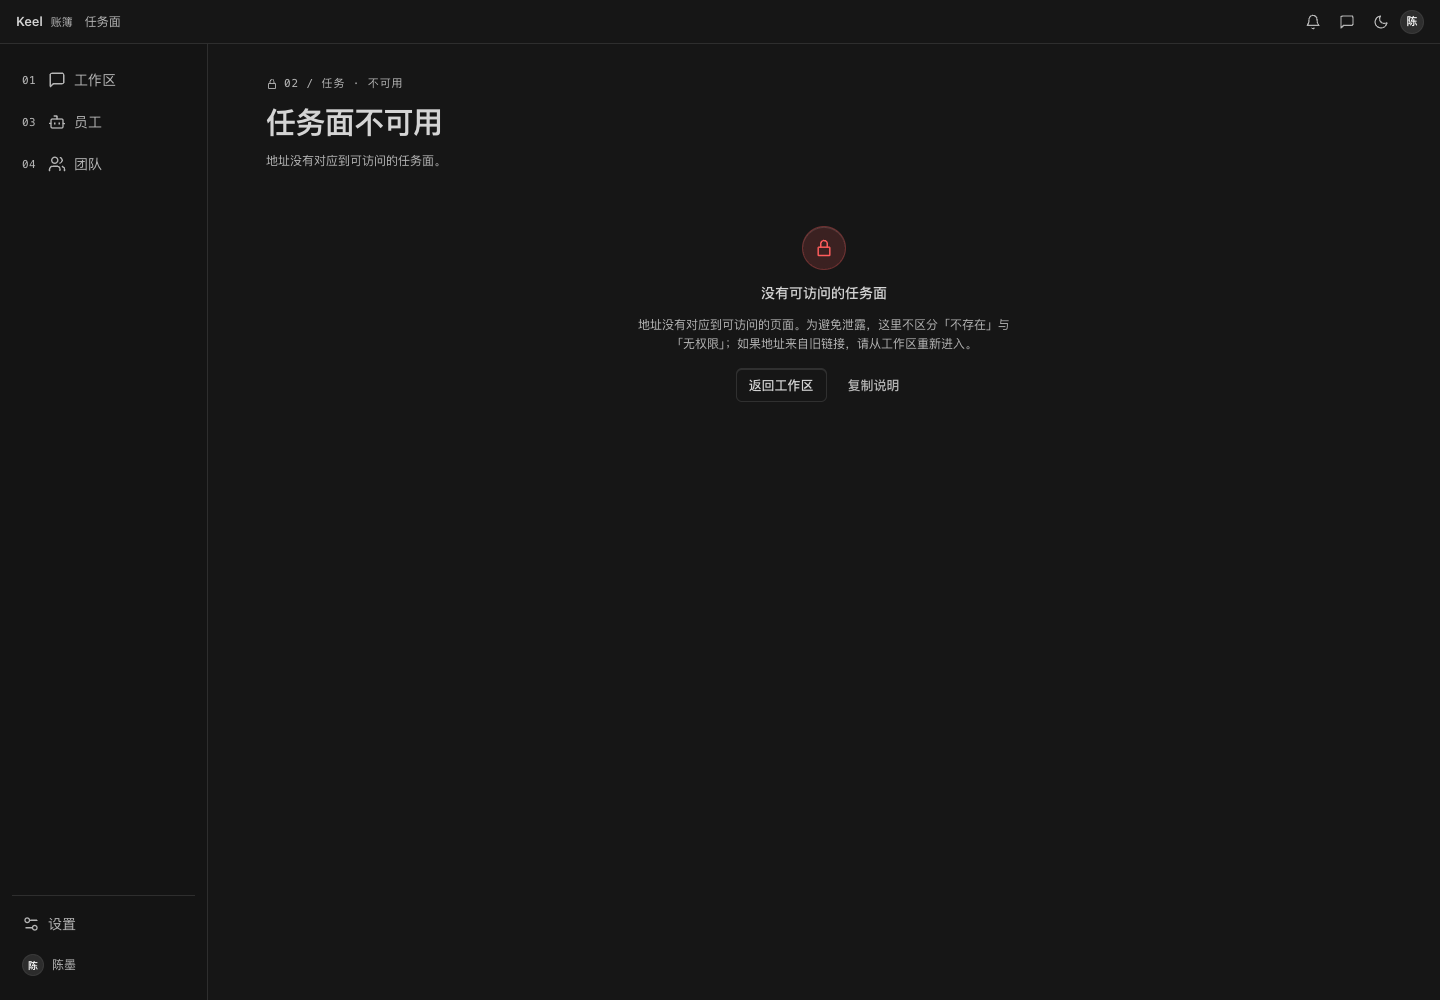 Keel 账簿 任务面
陈
01 工作区
03 员工
04 团队
02 / 任务 · 不可用
任务面不可用
地址没有对应到可访问的任务面。
没有可访问的任务面
地址没有对应到可访问的页面。为避免泄露，这里不区分「不存在」与
「无权限」；如果地址来自旧链接，请从工作区重新进入。
返回工作区 复制说明
设置
陈 陈墨